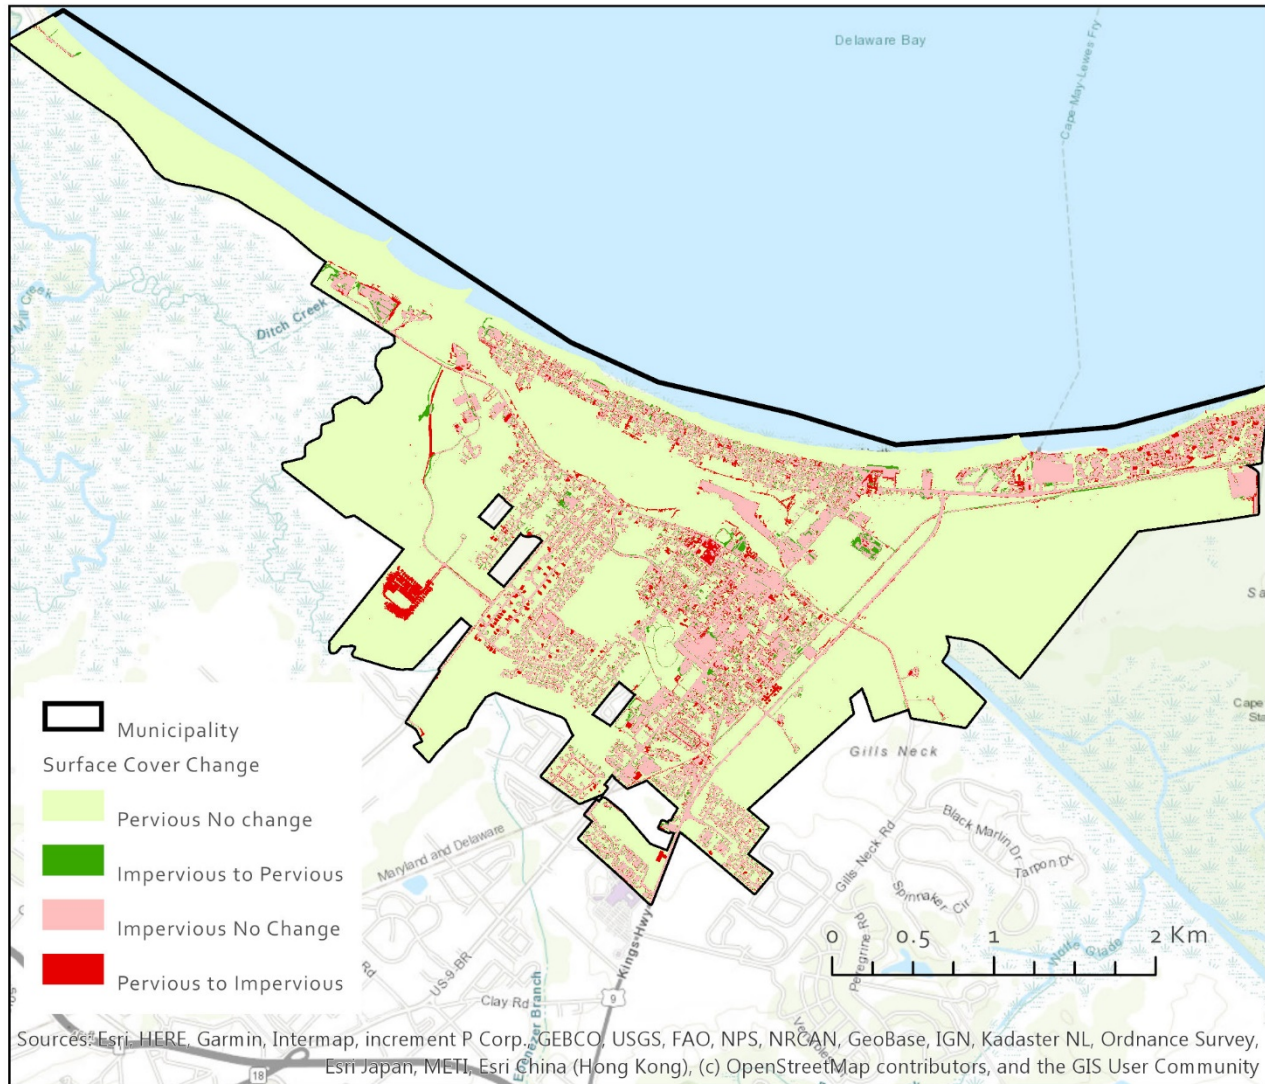 Delaware Bay
Cape May-Lewes Fry
Mill Creek
Ditch Creek
Municipality
Surface Cover Change
Pervious No change
Impervious to Pervious
Impervious No Change
Pervious to Impervious
Gills Neck
Black Marlin Dr
Tarpon Dr
Gills Neck Rd
Spinnaker Cir
Peregrine Rd
Maryland and Delaware
US-9-BR
Rd
Clay Rd
Kings Hwy
9
Ebenezer Branch
18
Wolfe Glade
Cape
0 0.5 1 2 Km
Sources: Esri, HERE, Garmin, Intermap, increment P Corp., GEBCO, USGS, FAO, NPS, NRCAN, GeoBase, IGN, Kadaster NL, Ordnance Survey,
Esri Japan, METI, Esri China (Hong Kong), (c) OpenStreetMap contributors, and the GIS User Community